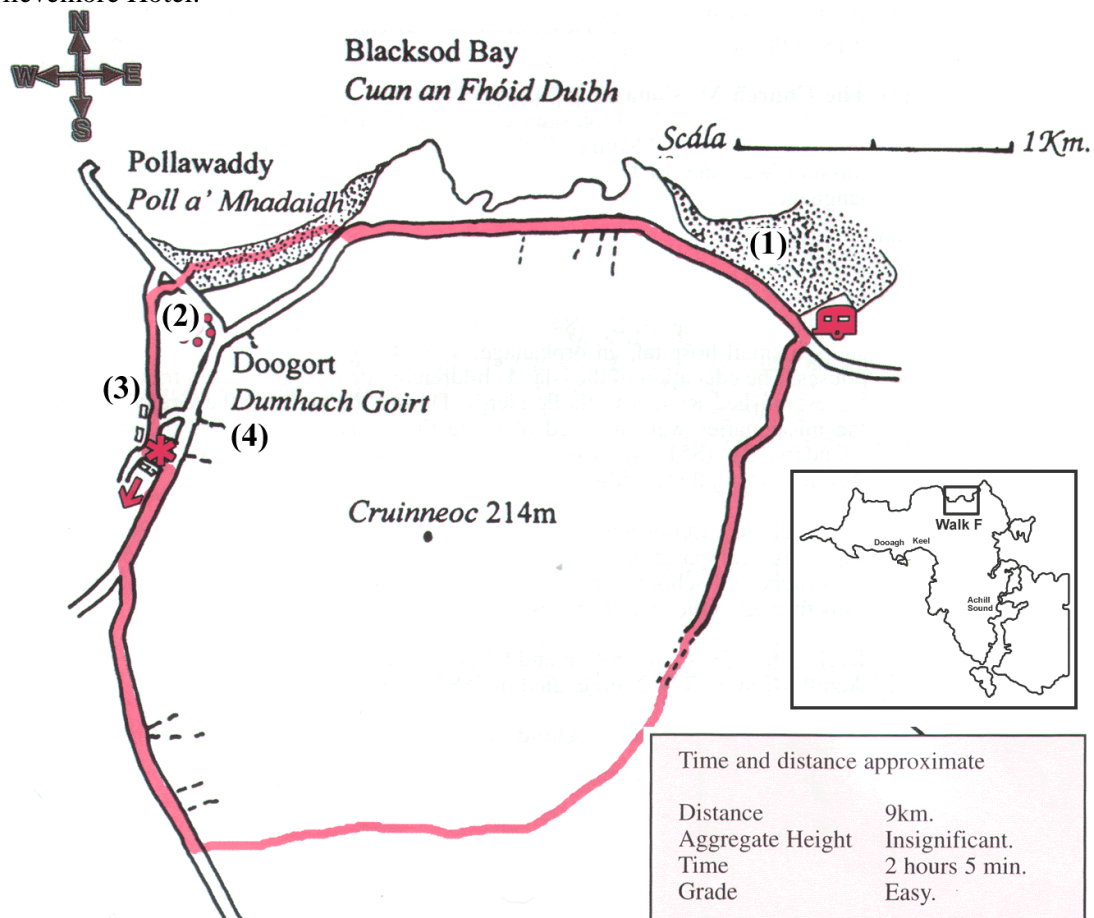 N
W E
S
Blacksod Bay
Cuan an Fhóid Duibh
Scála 1Km.
Pollawaddy
Poll a' Mhadaidh
(1)
(2)
(3)
Doogort
Dumhach Goirt
(4)
Cruinneoc 214m
Walk F
Dooagh Keel
Achill
Sound
Time and distance approximate
Distance 9km.
Aggregate Height Insignificant.
Time 2 hours 5 min.
Grade Easy.